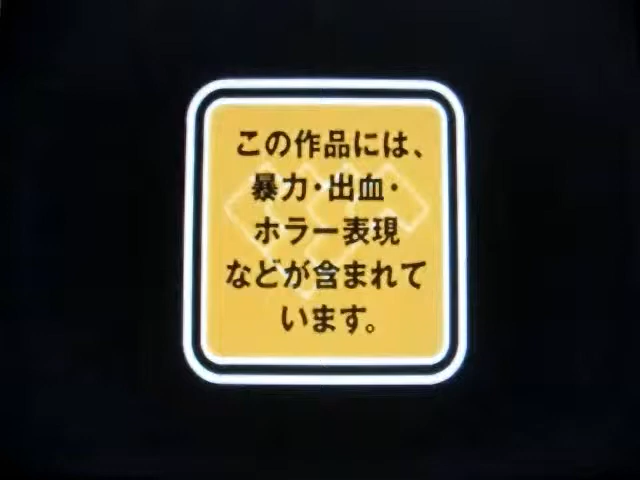 この作品には、
暴力・出血・
ホラー表現
などが含まれて
います。